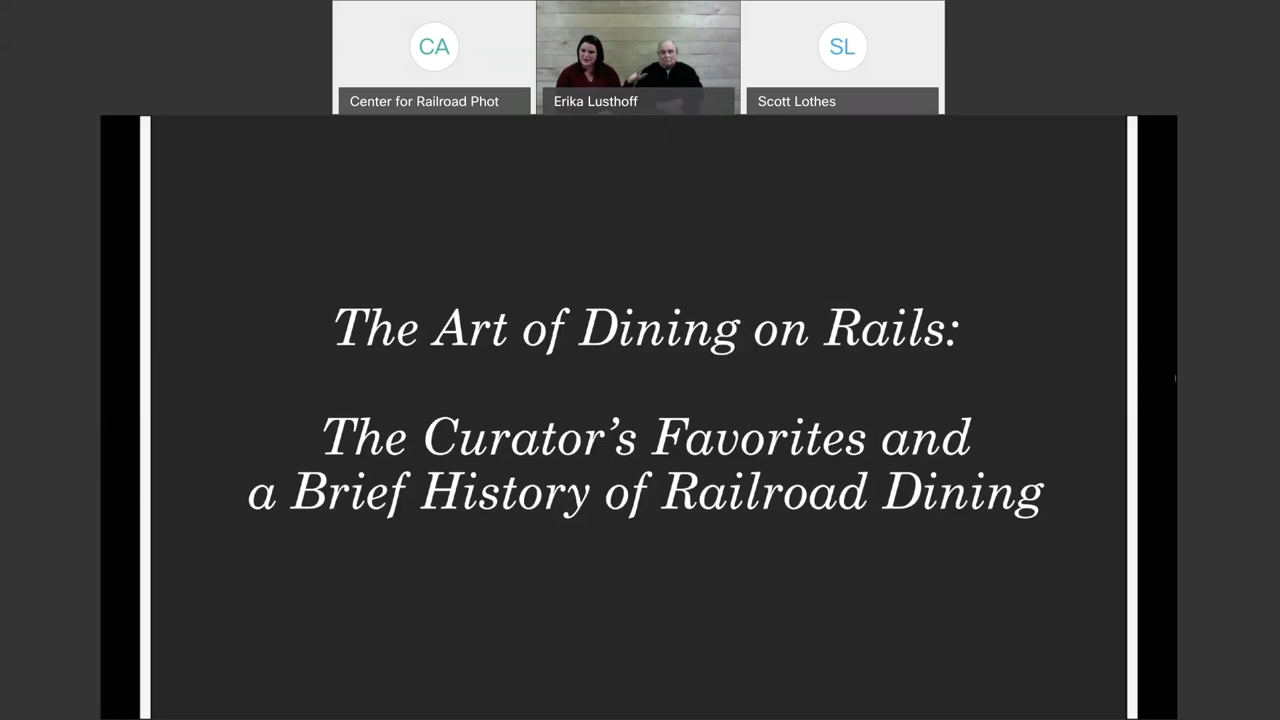 CA
SL
Center for Railroad Phot
Erika Lusthoff
Scott Lothes
The Art of Dining on Rails:
The Curator’s Favorites and
a Brief History of Railroad Dining